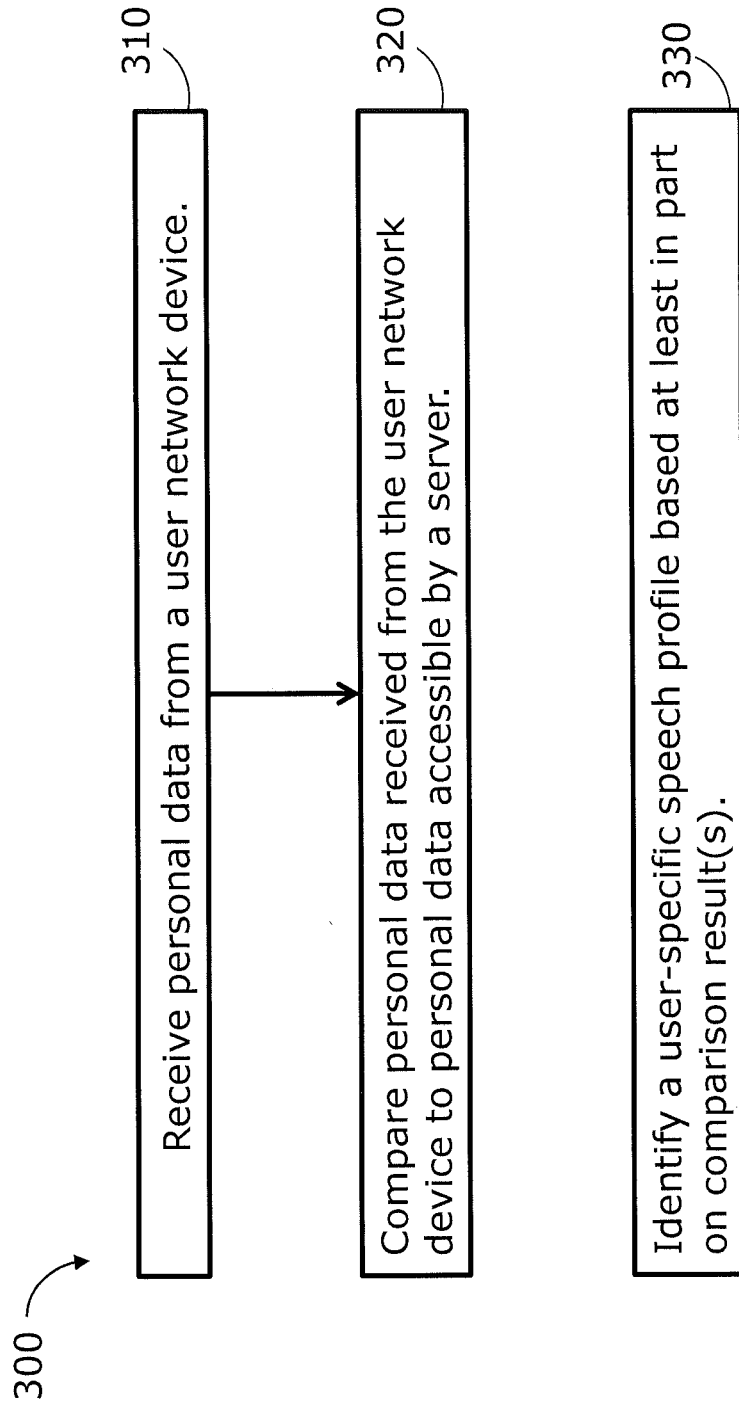 300
310
Receive personal data from a user network device.
320
Compare personal data received from the user network
device to personal data accessible by a server.
330
Identify a user-specific speech profile based at least in part
on comparison result(s).